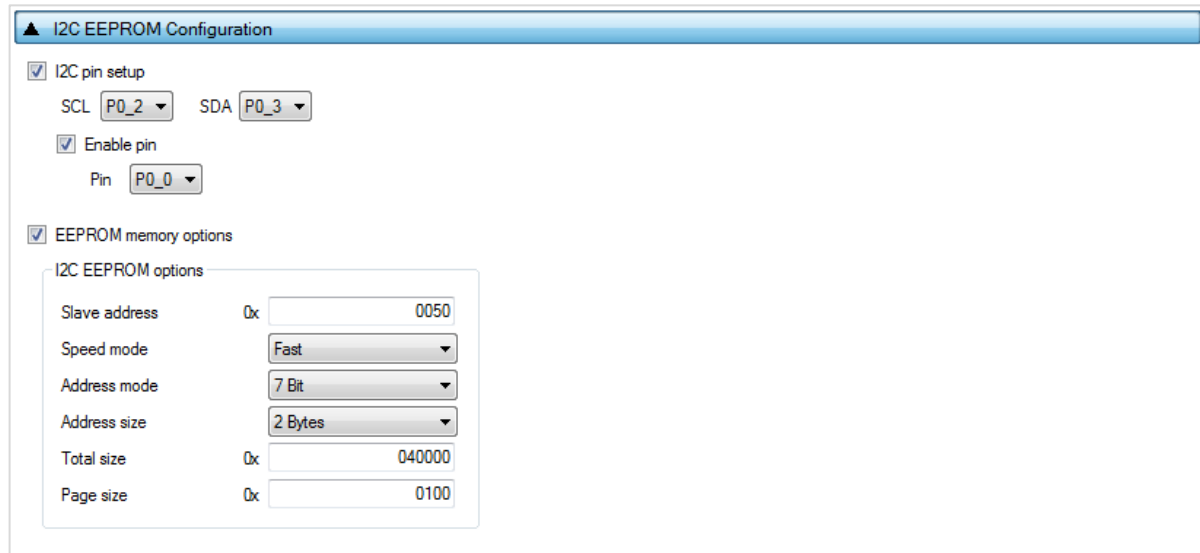 I2C EEPROM Configuration
I2C pin setup
SCL P0_2 SDA P0_3
Enable pin
Pin P0_0
EEPROM memory options
I2C EEPROM options
Slave address 0x 0050
Speed mode Fast
Address mode 7 Bit
Address size 2 Bytes
Total size 0x 040000
Page size 0x 0100